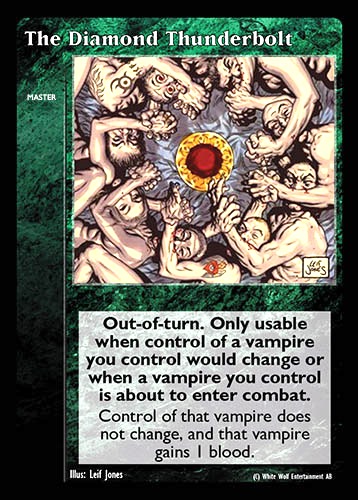 The Diamond Thunderbolt
MASTER
Leif
Jones
Out-of-turn. Only usable
when control of a vampire
you control would change or
when a vampire you control
is about to enter combat.
Control of that vampire does
not change, and that vampire
gains 1 blood.
Illus: Leif Jones
(C) White Wolf Entertainment AB